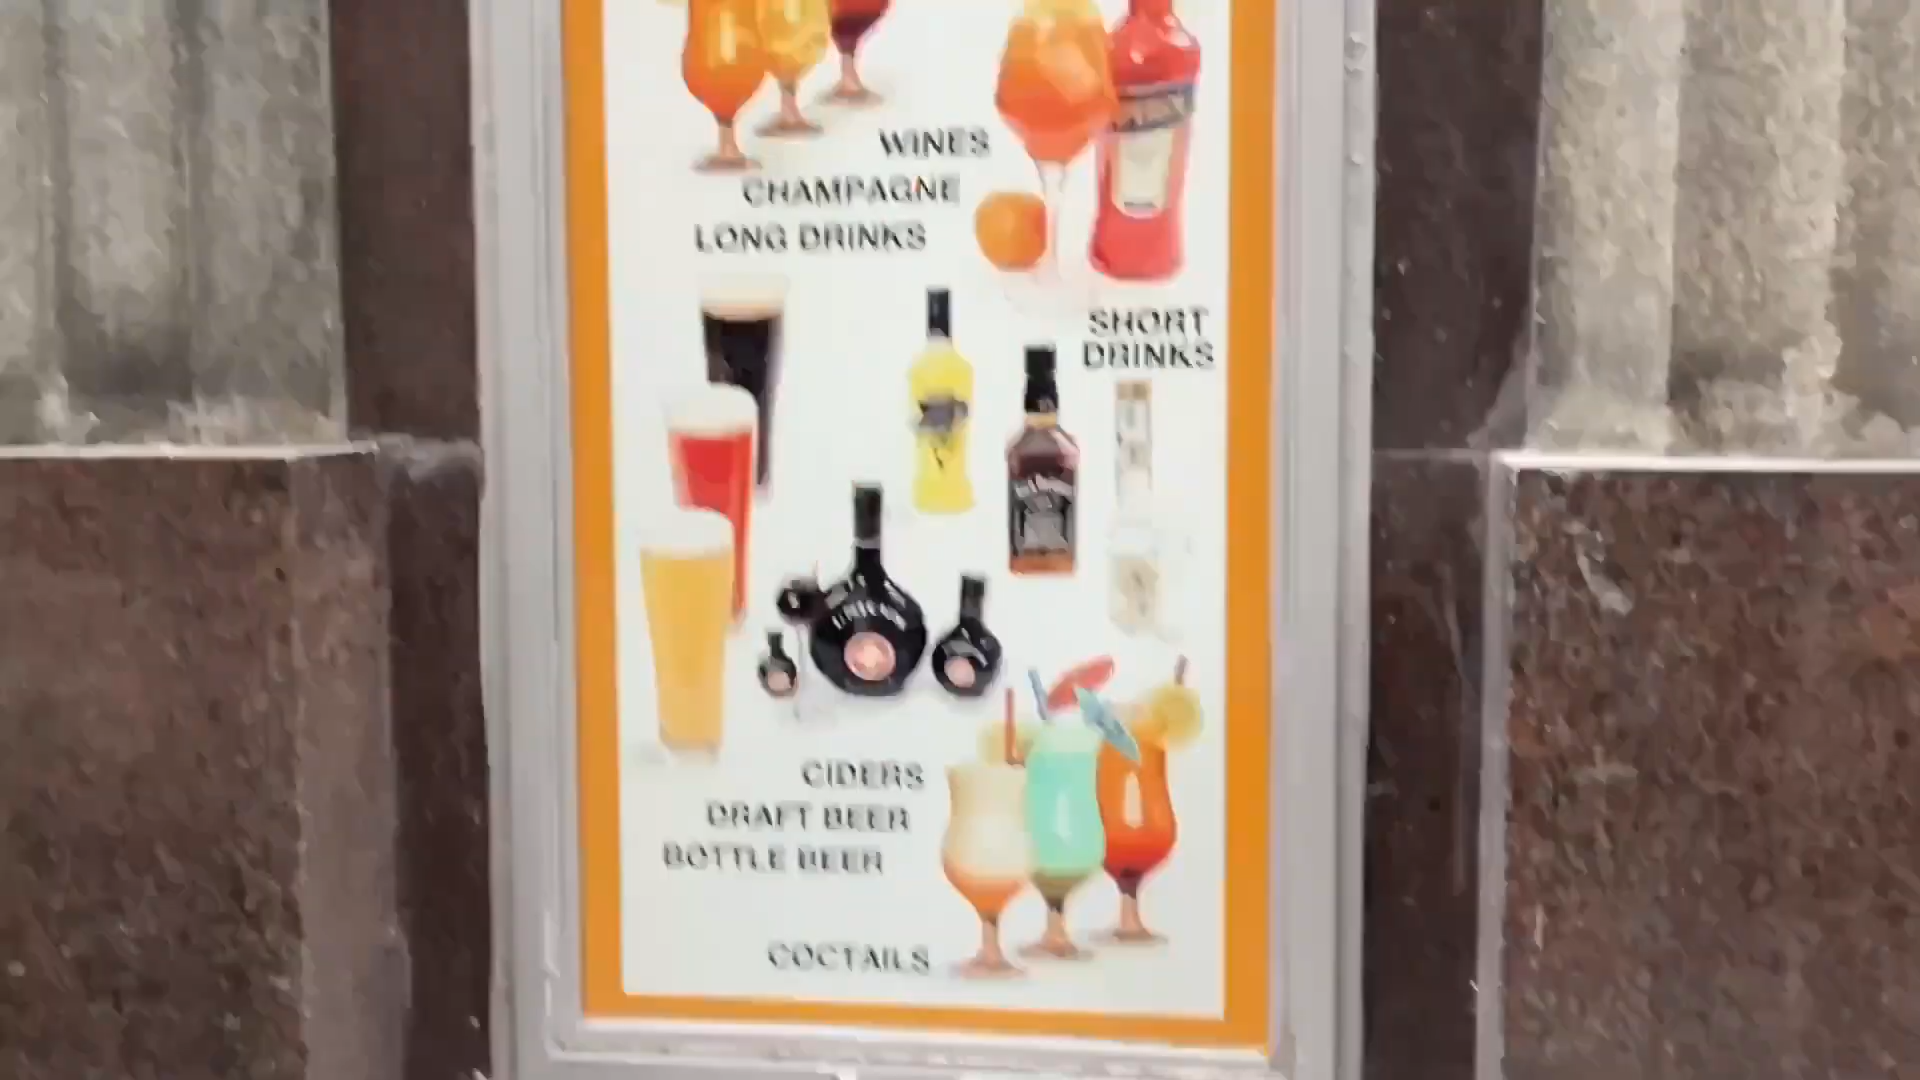 WINES
CHAMPAGNE
LONG DRINKS
SHORT
DRINKS
CIDERS
DRAFT BEER
BOTTLE BEER
COCTAILS